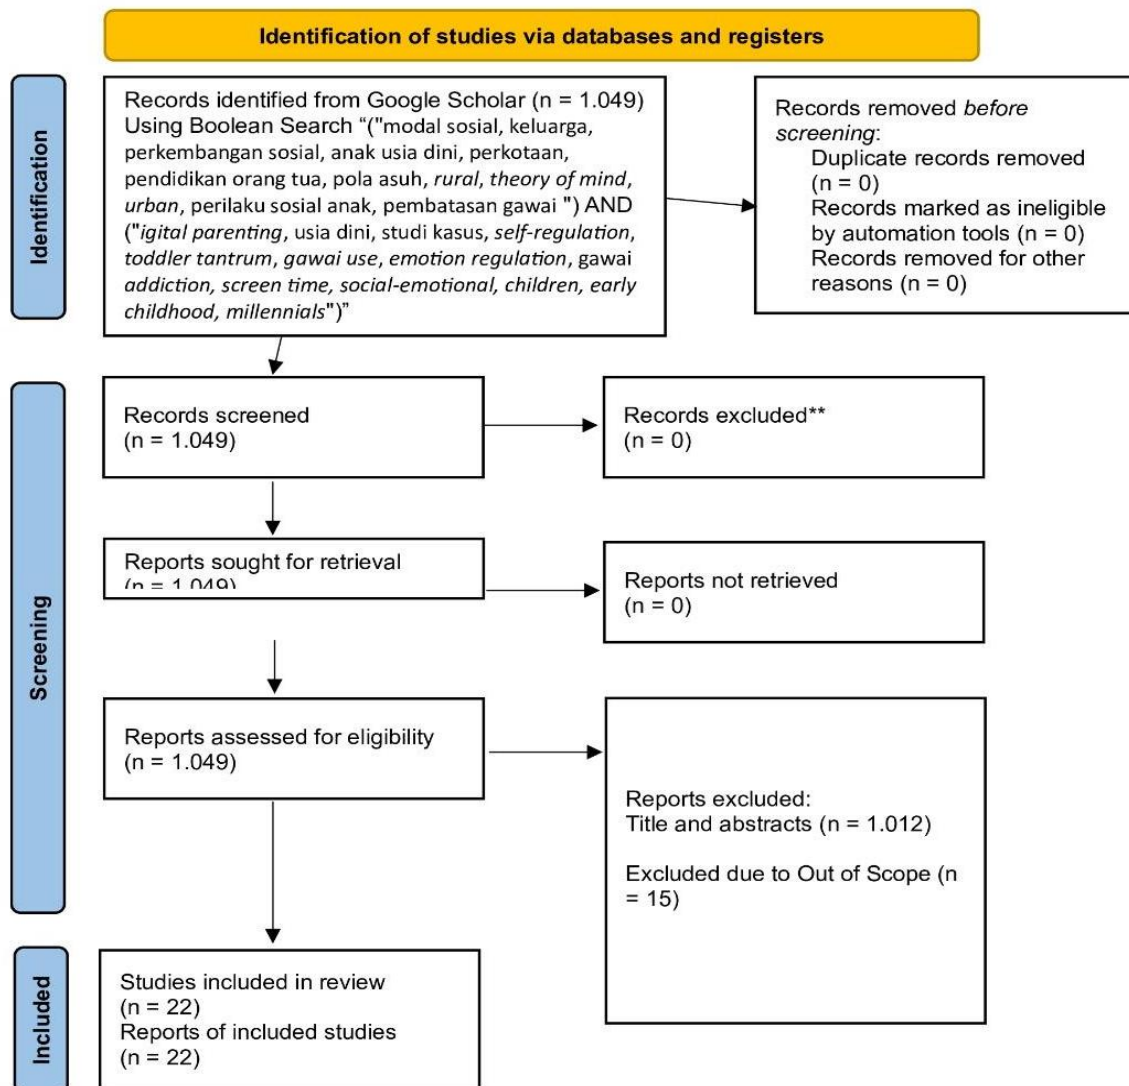 Identification of studies via databases and registers
Identification
Records identified from Google Scholar (n = 1.049)
Using Boolean Search “("modal sosial, keluarga,
perkembangan sosial, anak usia dini, perkotaan,
pendidikan orang tua, pola asuh, rural, theory of mind,
urban, perilaku sosial anak, pembatasan gawai ") AND
("igital parenting, usia dini, studi kasus, self-regulation,
toddler tantrum, gawai use, emotion regulation, gawai
addiction, screen time, social-emotional, children, early
childhood, millennials")”
Records removed before
screening:
Duplicate records removed
(n = 0)
Records marked as ineligible
by automation tools (n = 0)
Records removed for other
reasons (n = 0)
Screening
Records screened
(n = 1.049)
Records excluded**
(n = 0)
Reports sought for retrieval
(n = 1.049)
Reports not retrieved
(n = 0)
Reports assessed for eligibility
(n = 1.049)
Reports excluded:
Title and abstracts (n = 1.012)
Excluded due to Out of Scope (n
= 15)
Included
Studies included in review
(n = 22)
Reports of included studies
(n = 22)